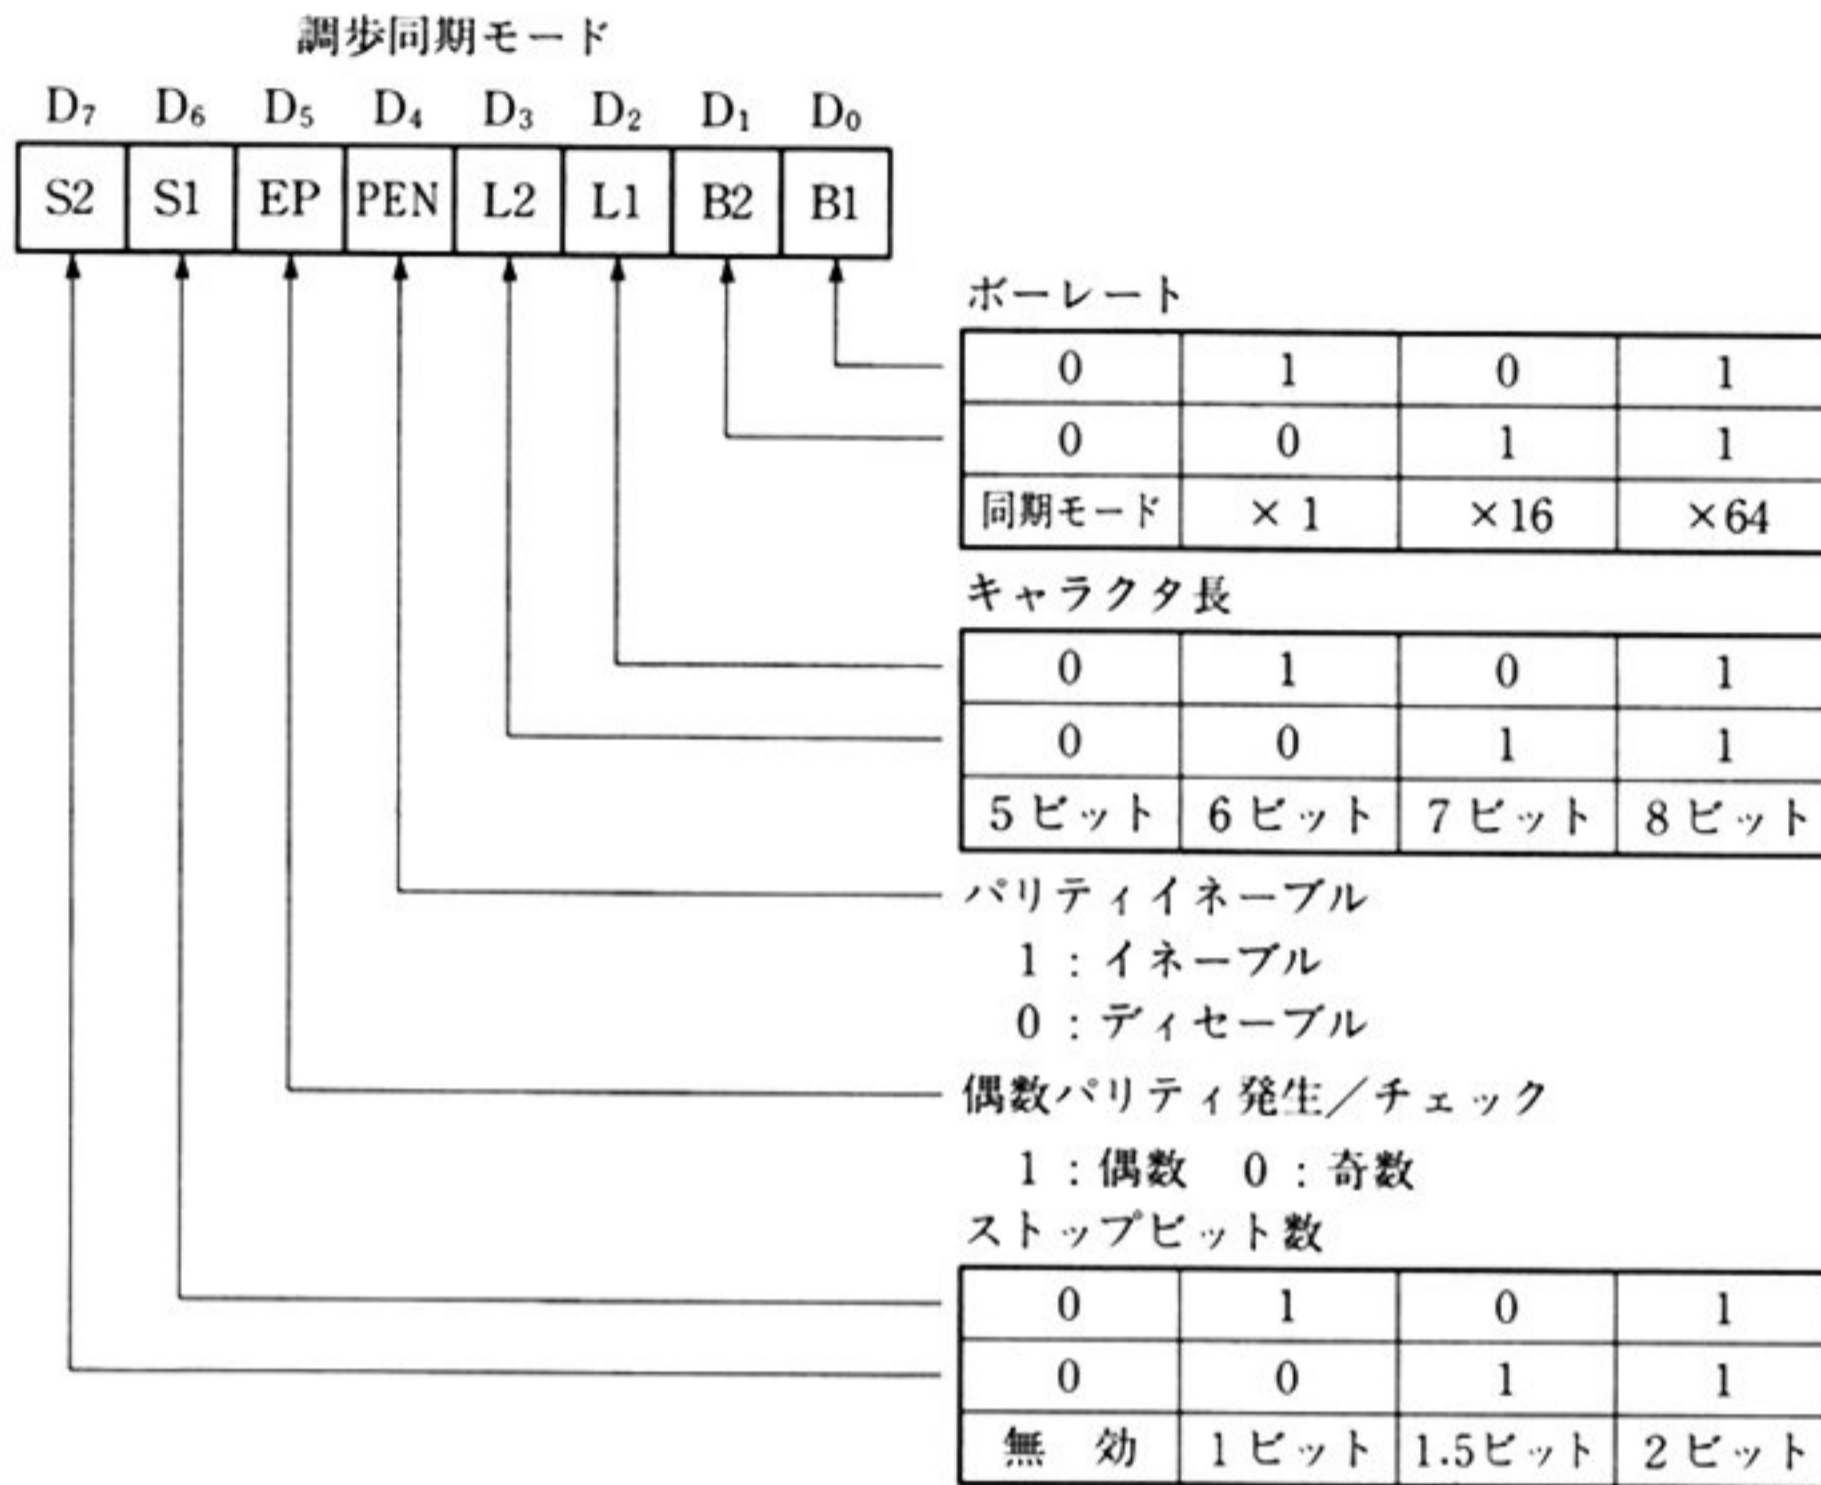 調歩同期モード
D₇ D₆ D₅ D₄ D₃ D₂ D₁ D₀
S2 S1 EP PEN L2 L1 B2 B1
ボーレート
0 1 0 1
0 0 1 1
同期モード ×1 ×16 ×64
キャラクタ長
0 1 0 1
0 0 1 1
5ビット 6ビット 7ビット 8ビット
パリティイネーブル
1：イネーブル
0：ディセーブル
偶数パリティ発生／チェック
1：偶数 0：奇数
ストップビット数
0 1 0 1
0 0 1 1
無 効 1ビット 1.5ビット 2ビット